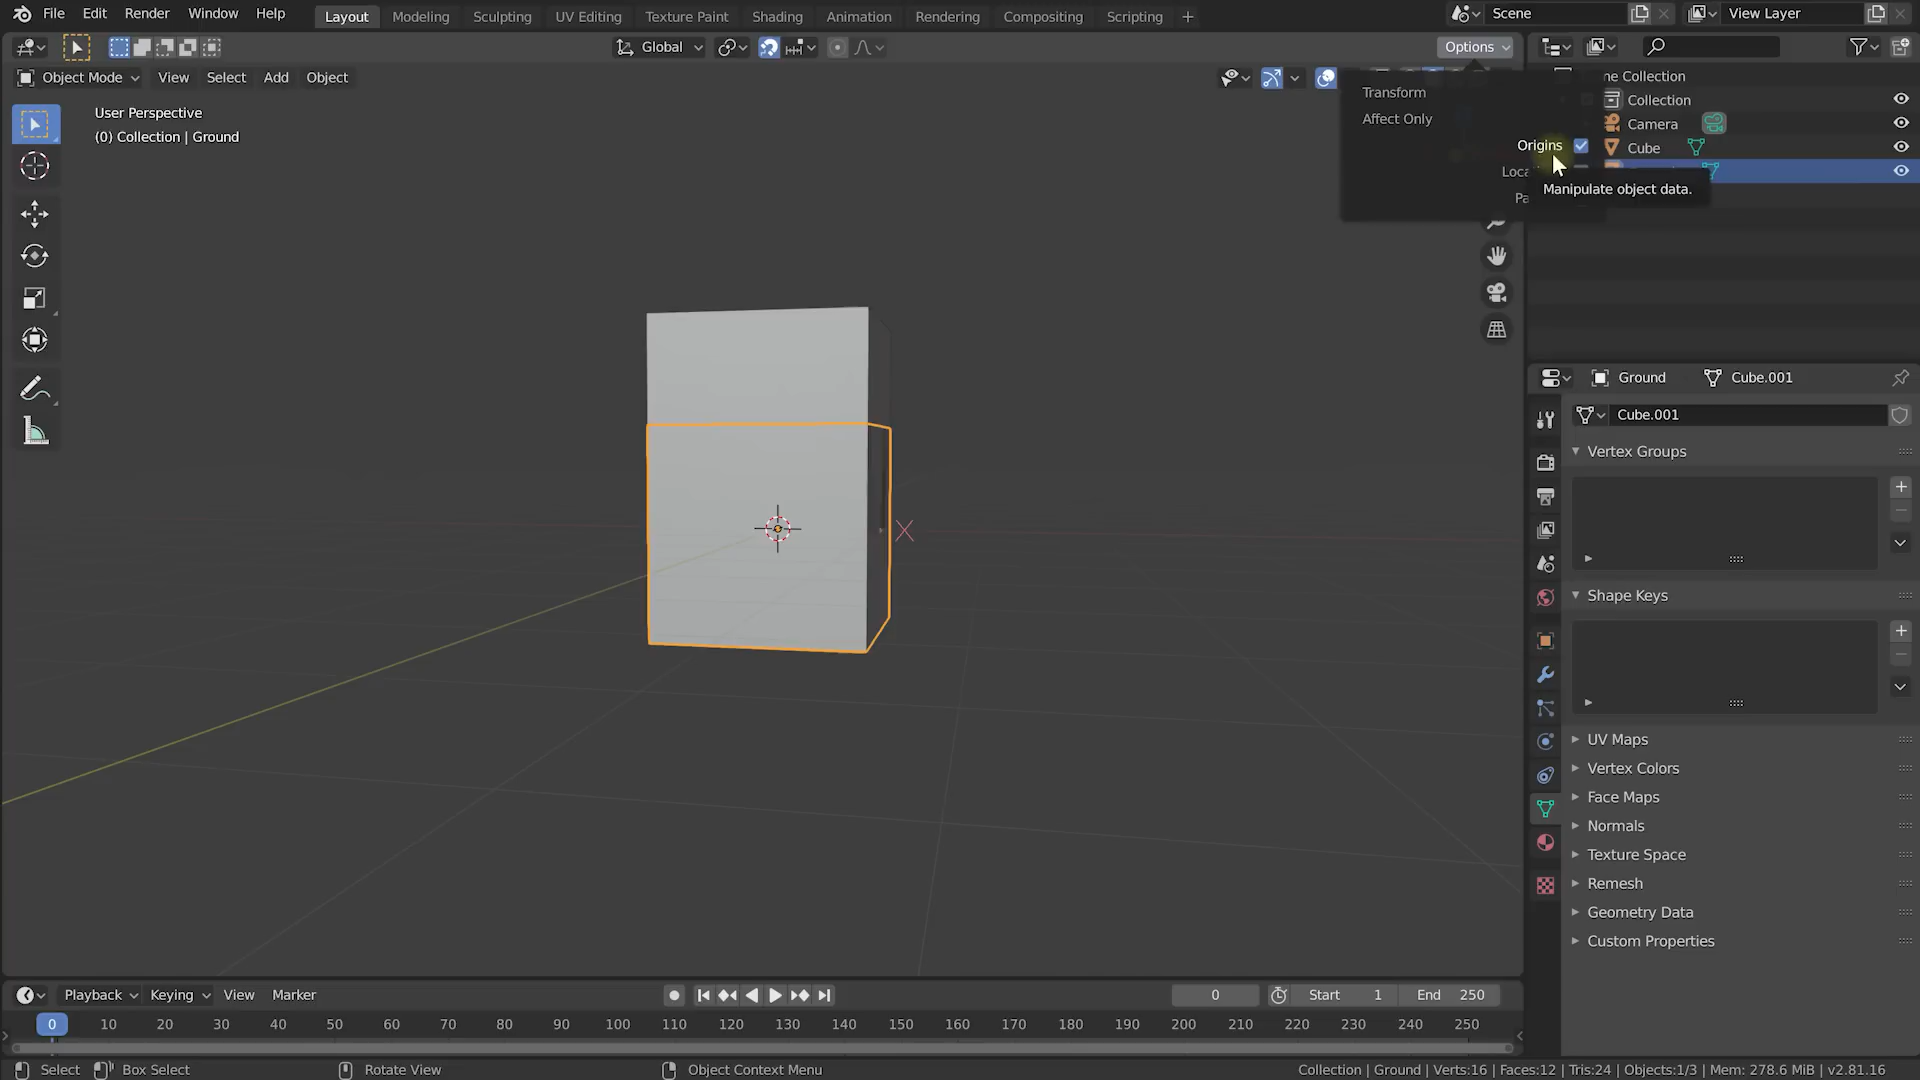 File Edit Render Window Help Layout Modeling Sculpting UV Editing Texture Paint Shading Animation Rendering Compositing Scripting + Scene View Layer
Global Options
Object Mode View Select Add Object
User Perspective
(0) Collection | Ground
Transform
Affect Only
Origins
Manipulate object data.
ne Collection
Collection
Camera
Cube
Ground Cube.001
Cube.001
Vertex Groups
Shape Keys
UV Maps
Vertex Colors
Face Maps
Normals
Texture Space
Remesh
Geometry Data
Custom Properties
Playback Keying View Marker 0 Start 1 End 250
0 10 20 30 40 50 60 70 80 90 100 110 120 130 140 150 160 170 180 190 200 210 220 230 240 250
Select Box Select Rotate View Object Context Menu Collection | Ground | Verts:16 | Faces:12 | Tris:24 | Objects:1/3 | Mem: 278.6 MiB | v2.81.16